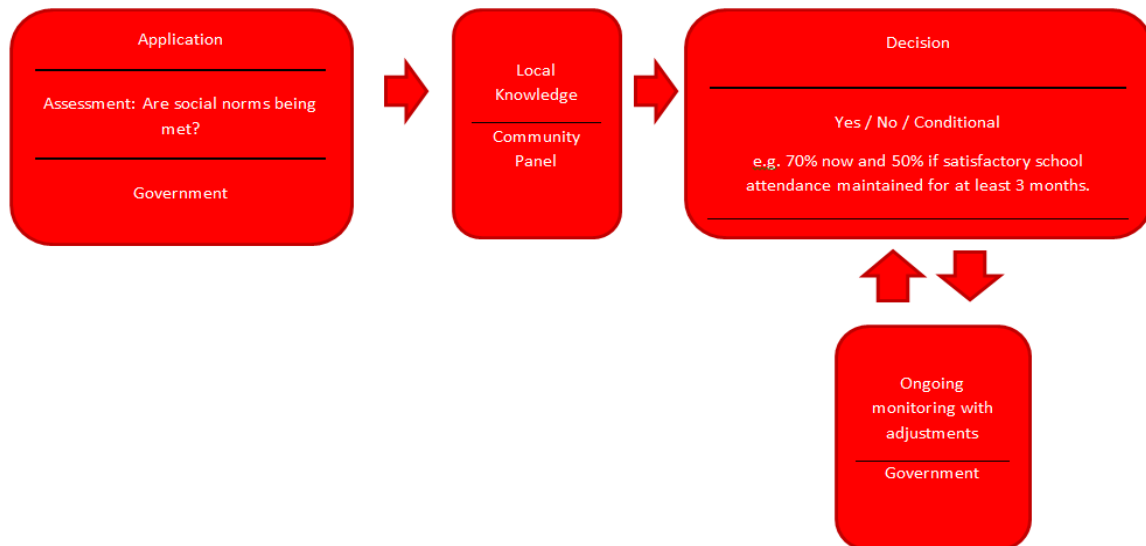 Application
Assessment: Are social norms being
met?
Government
Local
Knowledge
Community
Panel
Decision
Yes / No / Conditional
e.g. 70% now and 50% if satisfactory school
attendance maintained for at least 3 months.
Ongoing
monitoring with
adjustments
Government